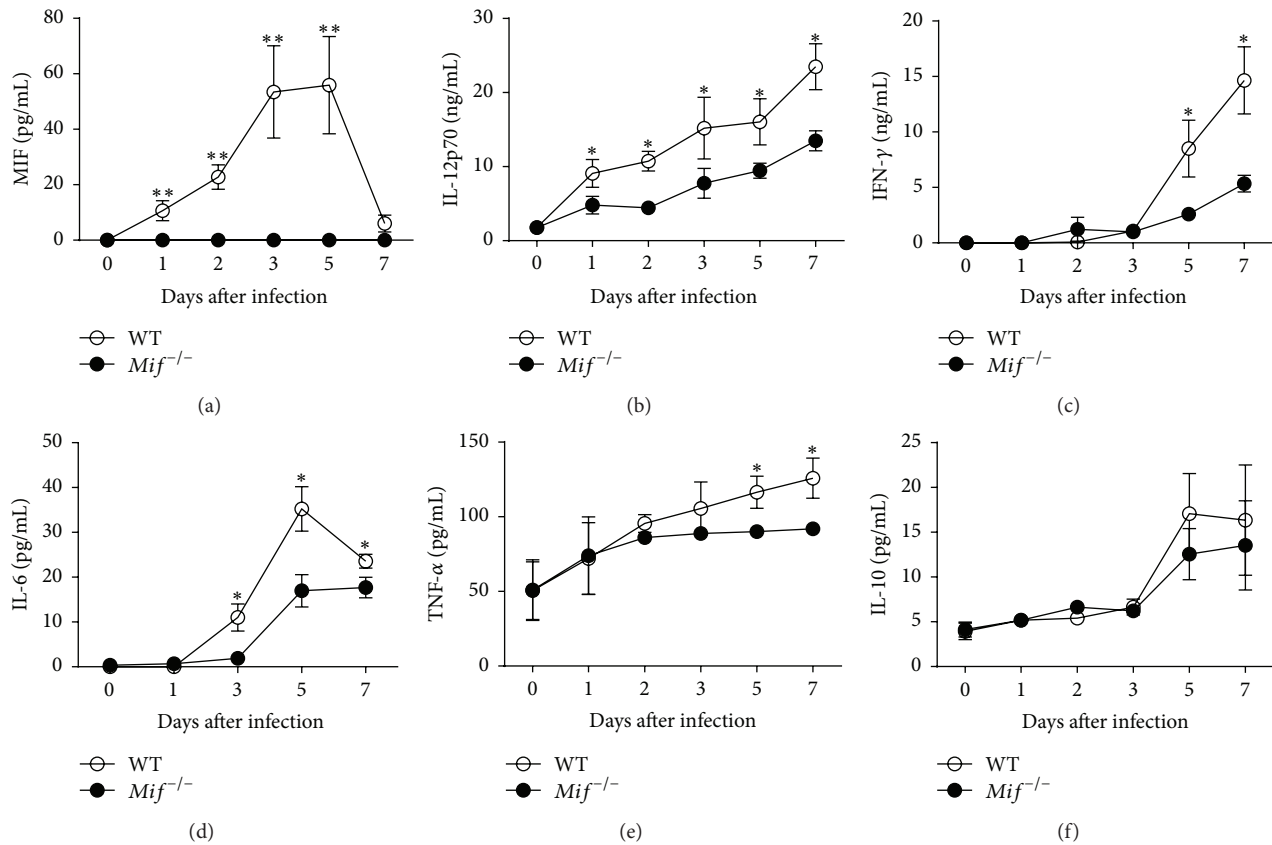 80
60
40
20
0
MIF (pg/mL)
** ** ** **
0 1 2 3 5 7
Days after infection
WT
Mif −/−
(a)
30
20
10
0
IL-12p70 (ng/mL)
* * * * *
0 1 2 3 5 7
Days after infection
WT
Mif −/−
(b)
20
15
10
5
0
IFN-γ (ng/mL)
* *
0 1 2 3 5 7
Days after infection
WT
Mif −/−
(c)
50
40
30
20
10
0
IL-6 (pg/mL)
* * *
0 1 3 5 7
Days after infection
WT
Mif −/−
(d)
150
100
50
0
TNF-α (pg/mL)
* *
0 1 2 3 5 7
Days after infection
WT
Mif −/−
(e)
25
20
15
10
5
0
IL-10 (pg/mL)
0 1 2 3 5 7
Days after infection
WT
Mif −/−
(f)